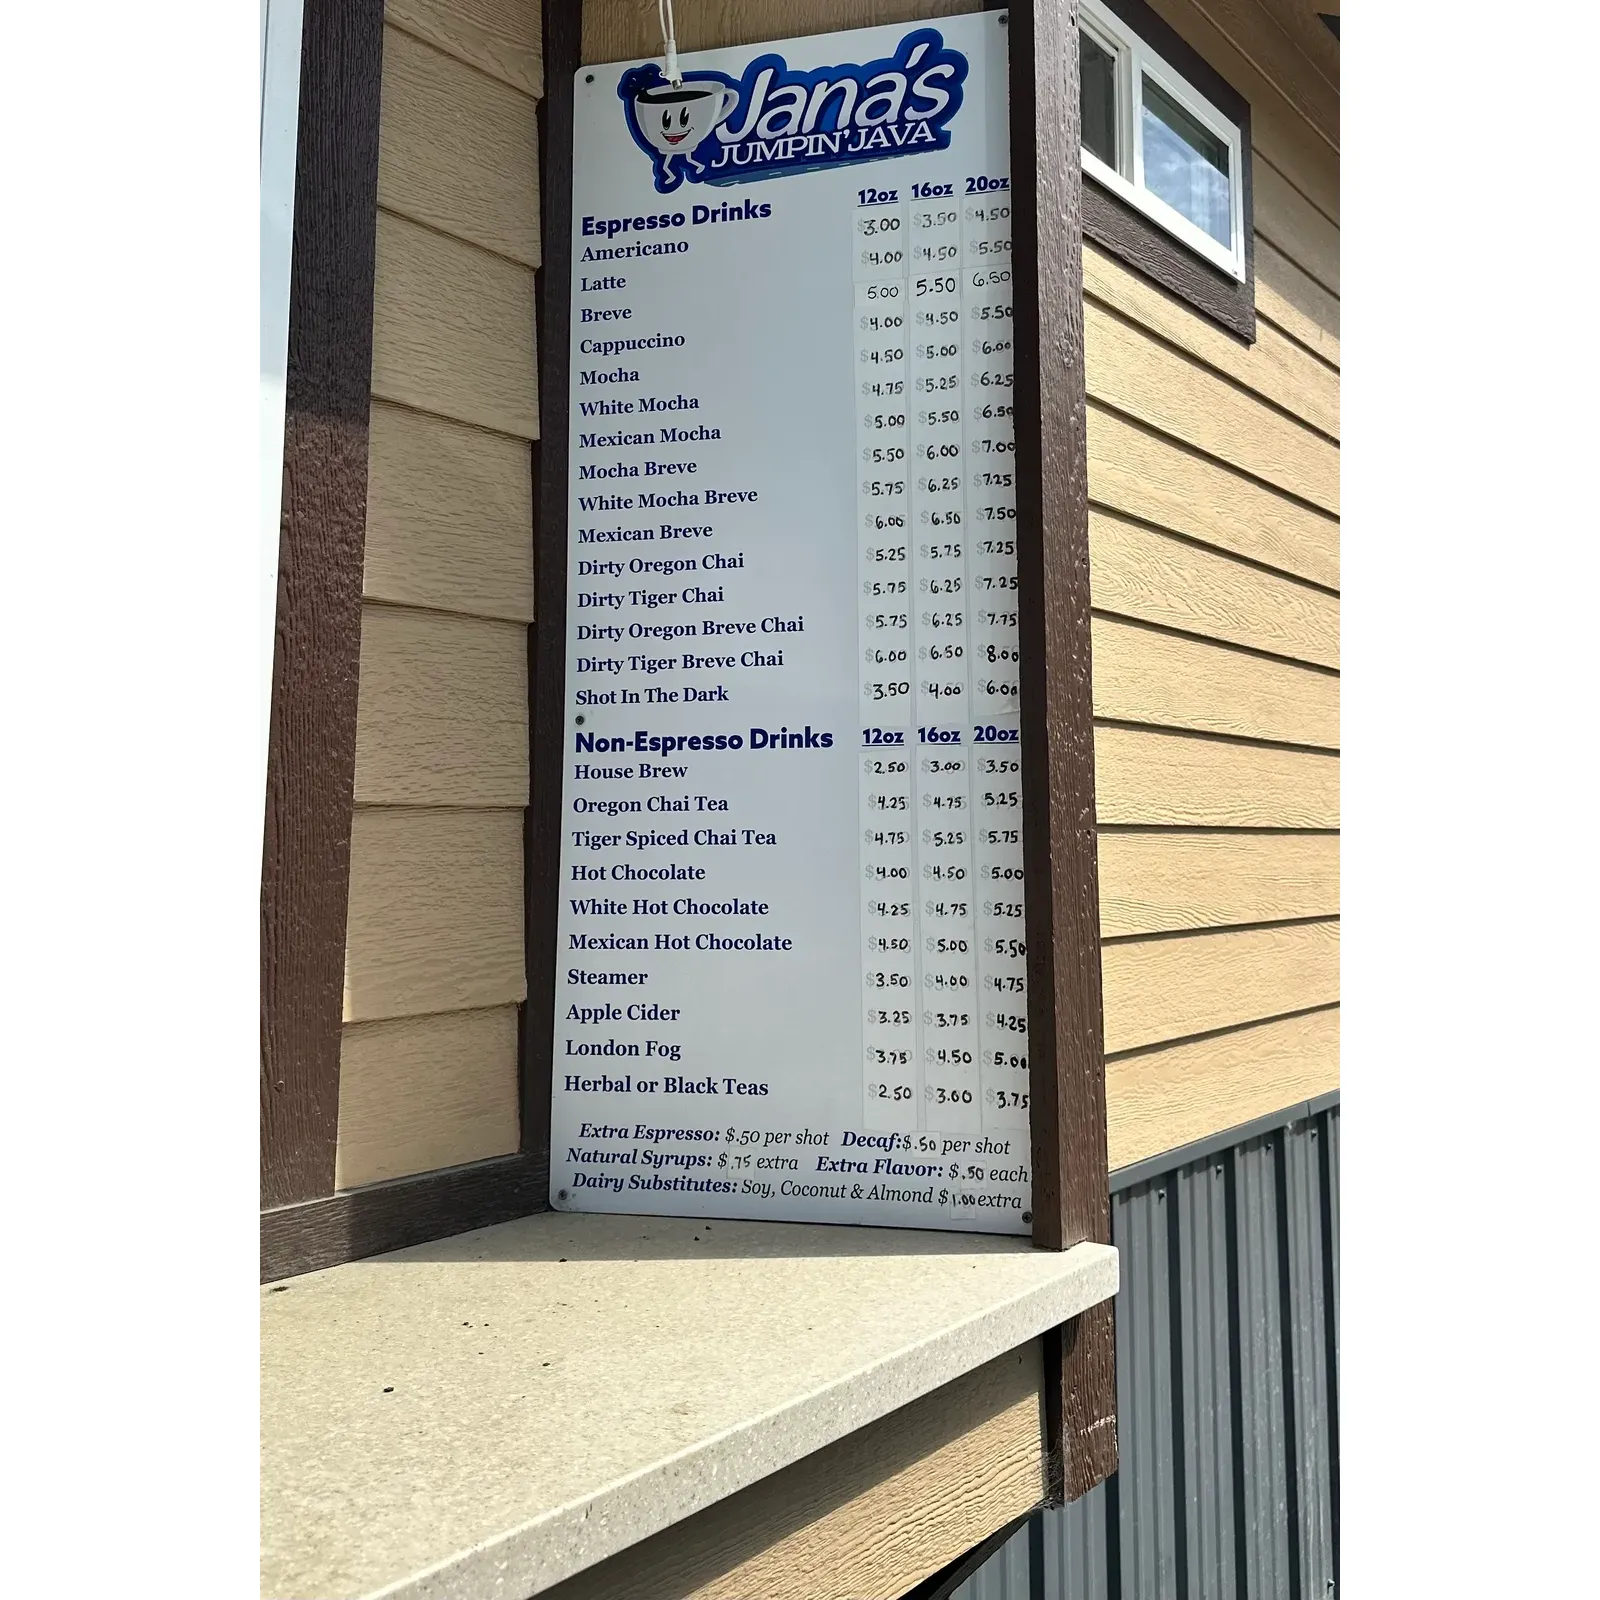 Jana's
JUMPIN' JAVA
Espresso Drinks 12oz 16oz 20oz
Americano $3.00 $3.50 $4.50
Latte $4.00 $4.50 $5.50
Breve 5.00 5.50 6.50
Cappuccino $4.00 $4.50 $5.50
Mocha $4.50 $5.00 $6.00
White Mocha $4.75 $5.25 $6.25
Mexican Mocha $5.00 $5.50 $6.50
Mocha Breve $5.50 $6.00 $7.00
White Mocha Breve $5.75 $6.25 $7.25
Mexican Breve $6.00 $6.50 $7.50
Dirty Oregon Chai $5.25 $5.75 $7.25
Dirty Tiger Chai $5.75 $6.25 $7.25
Dirty Oregon Breve Chai $5.75 $6.25 $7.75
Dirty Tiger Breve Chai $6.00 $6.50 $8.00
Shot In The Dark $3.50 $4.00 $6.00
Non-Espresso Drinks 12oz 16oz 20oz
House Brew $2.50 $3.00 $3.50
Oregon Chai Tea $4.25 $4.75 5.25
Tiger Spiced Chai Tea $4.75 $5.25 $5.75
Hot Chocolate $4.00 $4.50 $5.00
White Hot Chocolate $4.25 $4.75 $5.25
Mexican Hot Chocolate $4.50 $5.00 $5.50
Steamer $3.50 $4.00 $4.75
Apple Cider $3.25 $3.75 $4.25
London Fog $3.75 $4.50 $5.00
Herbal or Black Teas $2.50 $3.00 $3.75
Extra Espresso: $.50 per shot Decaf:$.50 per shot
Natural Syrups: $.75 extra Extra Flavor: $.50 each
Dairy Substitutes: Soy, Coconut & Almond $1.00 extra